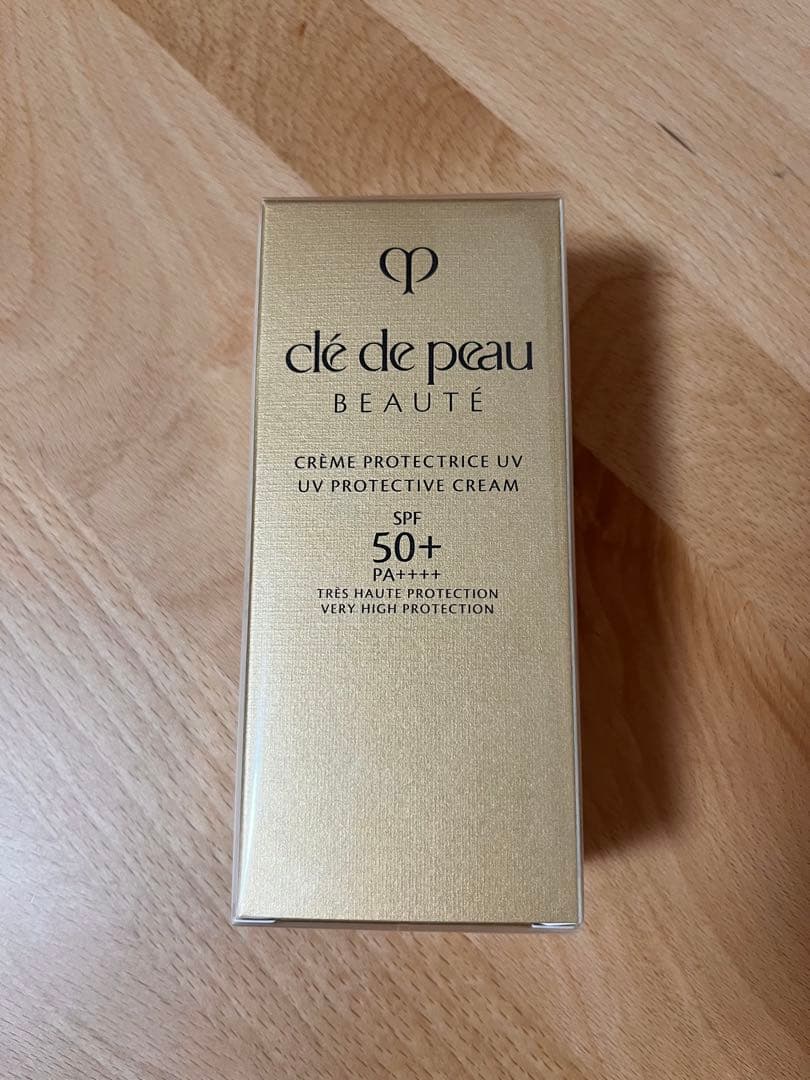 clé de peau
BEAUTÉ
CRÈME PROTECTRICE UV
UV PROTECTIVE CREAM
SPF
50+
PA++++
TRÈS HAUTE PROTECTION
VERY HIGH PROTECTION